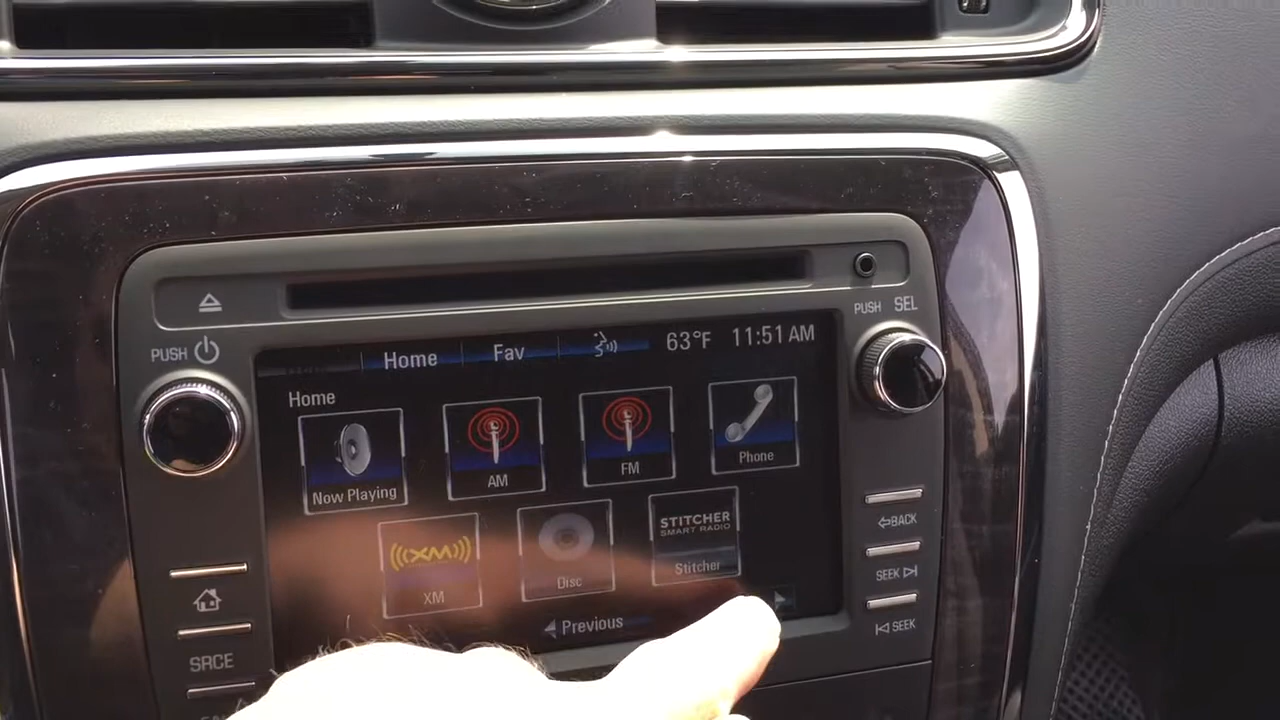 PUSH SEL
PUSH
Home Fav 63°F 11:51 AM
Home
Now Playing
AM
FM
Phone
((XM)) XM
Disc
STITCHER
SMART RADIO
Stitcher
Previous
BACK
SEEK
SEEK
SRCE